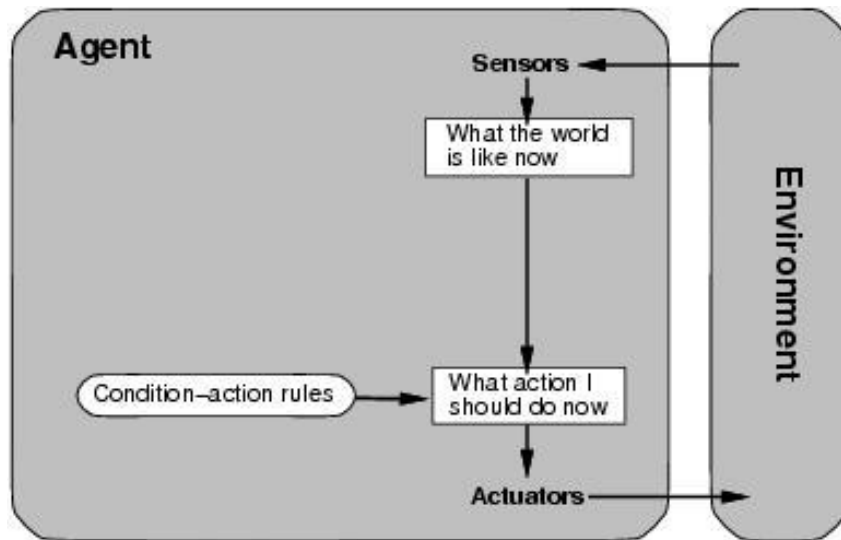 Agent
Sensors
What the world
is like now
Environment
Condition–action rules
What action I
should do now
Actuators